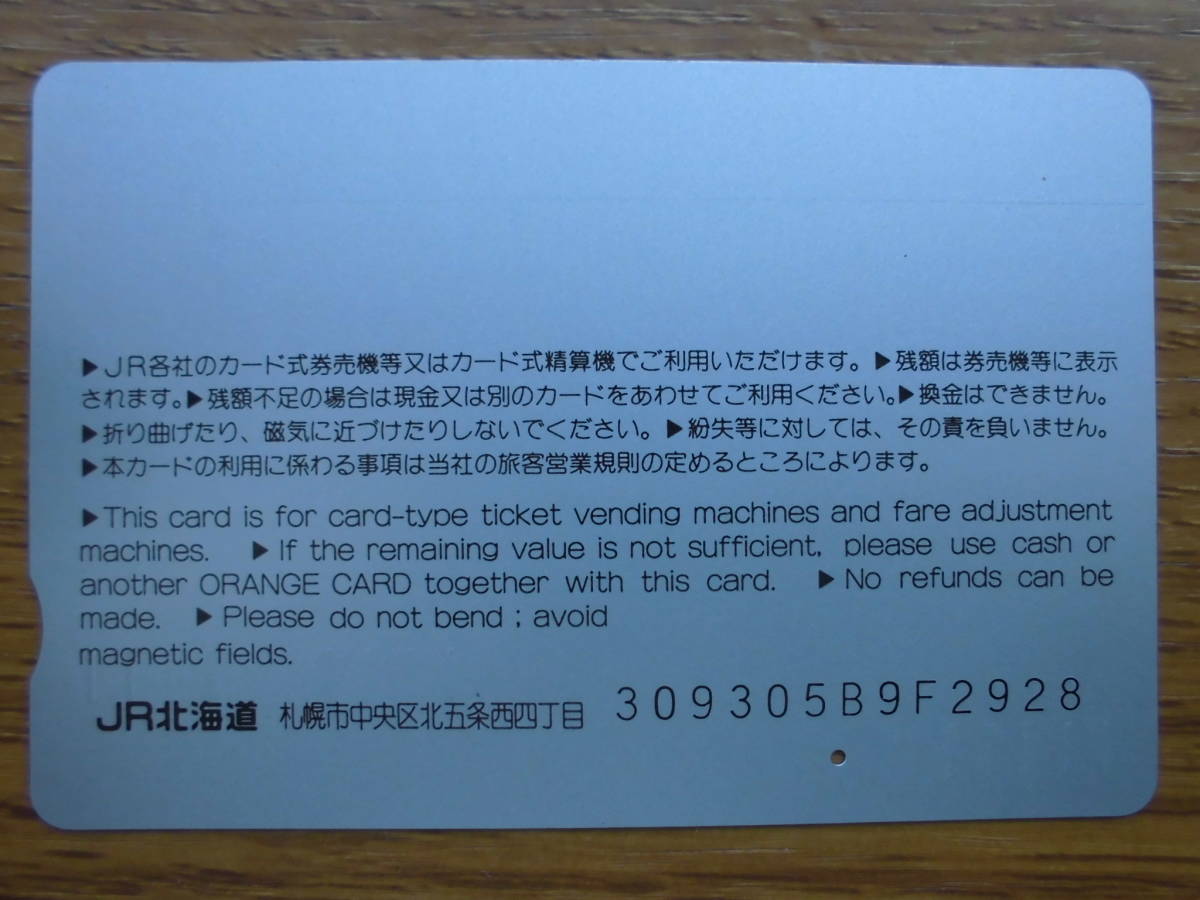 ▶JR各社のカード式券売機等又はカード式精算機でご利用いただけます。▶残額は券売機等に表示
されます。▶残額不足の場合は現金又は別のカードをあわせてご利用ください。▶換金はできません。
▶折り曲げたり、磁気に近づけたりしないでください。▶紛失等に対しては、その責を負いません。
▶本カードの利用に係わる事項は当社の旅客営業規則の定めるところによります。
▶This card is for card-type ticket vending machines and fare adjustment
machines. ▶If the remaining value is not sufficient, please use cash or
another ORANGE CARD together with this card. ▶No refunds can be
made. ▶Please do not bend ; avoid
magnetic fields.
JR北海道 札幌市中央区北五条西四丁目 309305B9F2928